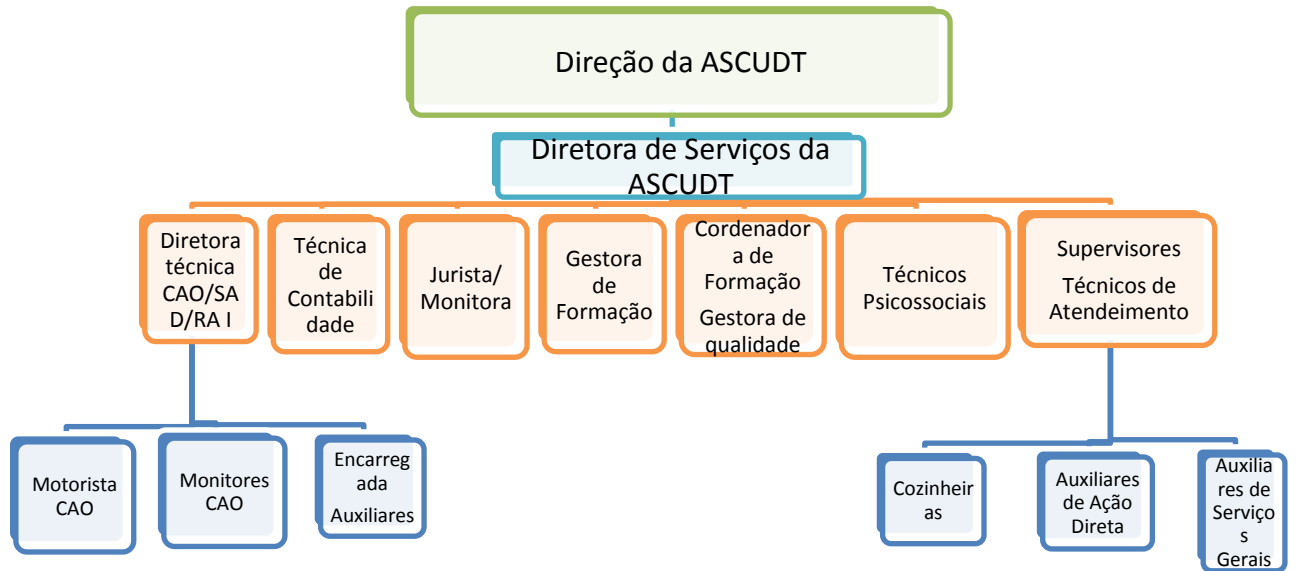 Direção da ASCUDT
Diretora de Serviços da
ASCUDT
Diretora
técnica
CAO/SA
D/RA I
Técnica
de
Contabili
dade
Jurista/
Monitora
Gestora
de
Formação
Cordenador
a de
Formação
Gestora de
qualidade
Técnicos
Psicossociais
Supervisores
Técnicos de
Atendeimento
Motorista
CAO
Monitores
CAO
Encarreg
ada
Auxiliares
Cozinheir
as
Auxiliares
de Ação
Direta
Auxilia
res de
Serviço
s
Gerais